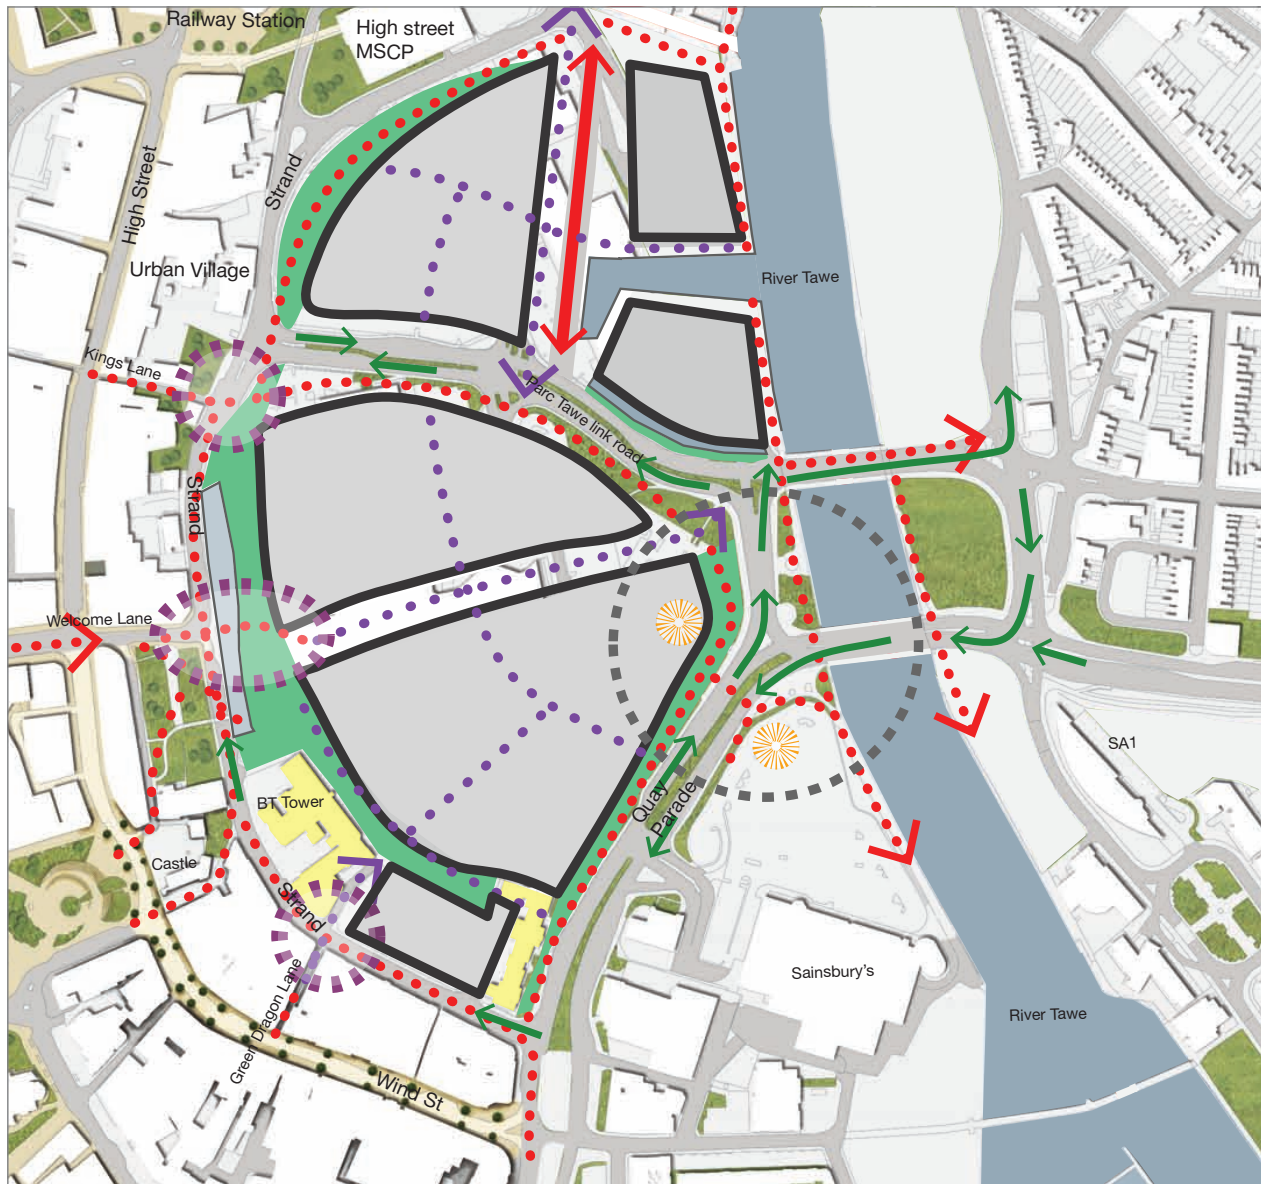 Railway Station
High street
MSCP
High Street
Strand
Urban Village
River Tawe
Kings Lane
Parc Tawe link road
Strand
Welcome Lane
SA1
BT Tower
Quay
Parade
Castle
Strand
Sainsbury's
Green Dragon Lane
River Tawe
Wind St